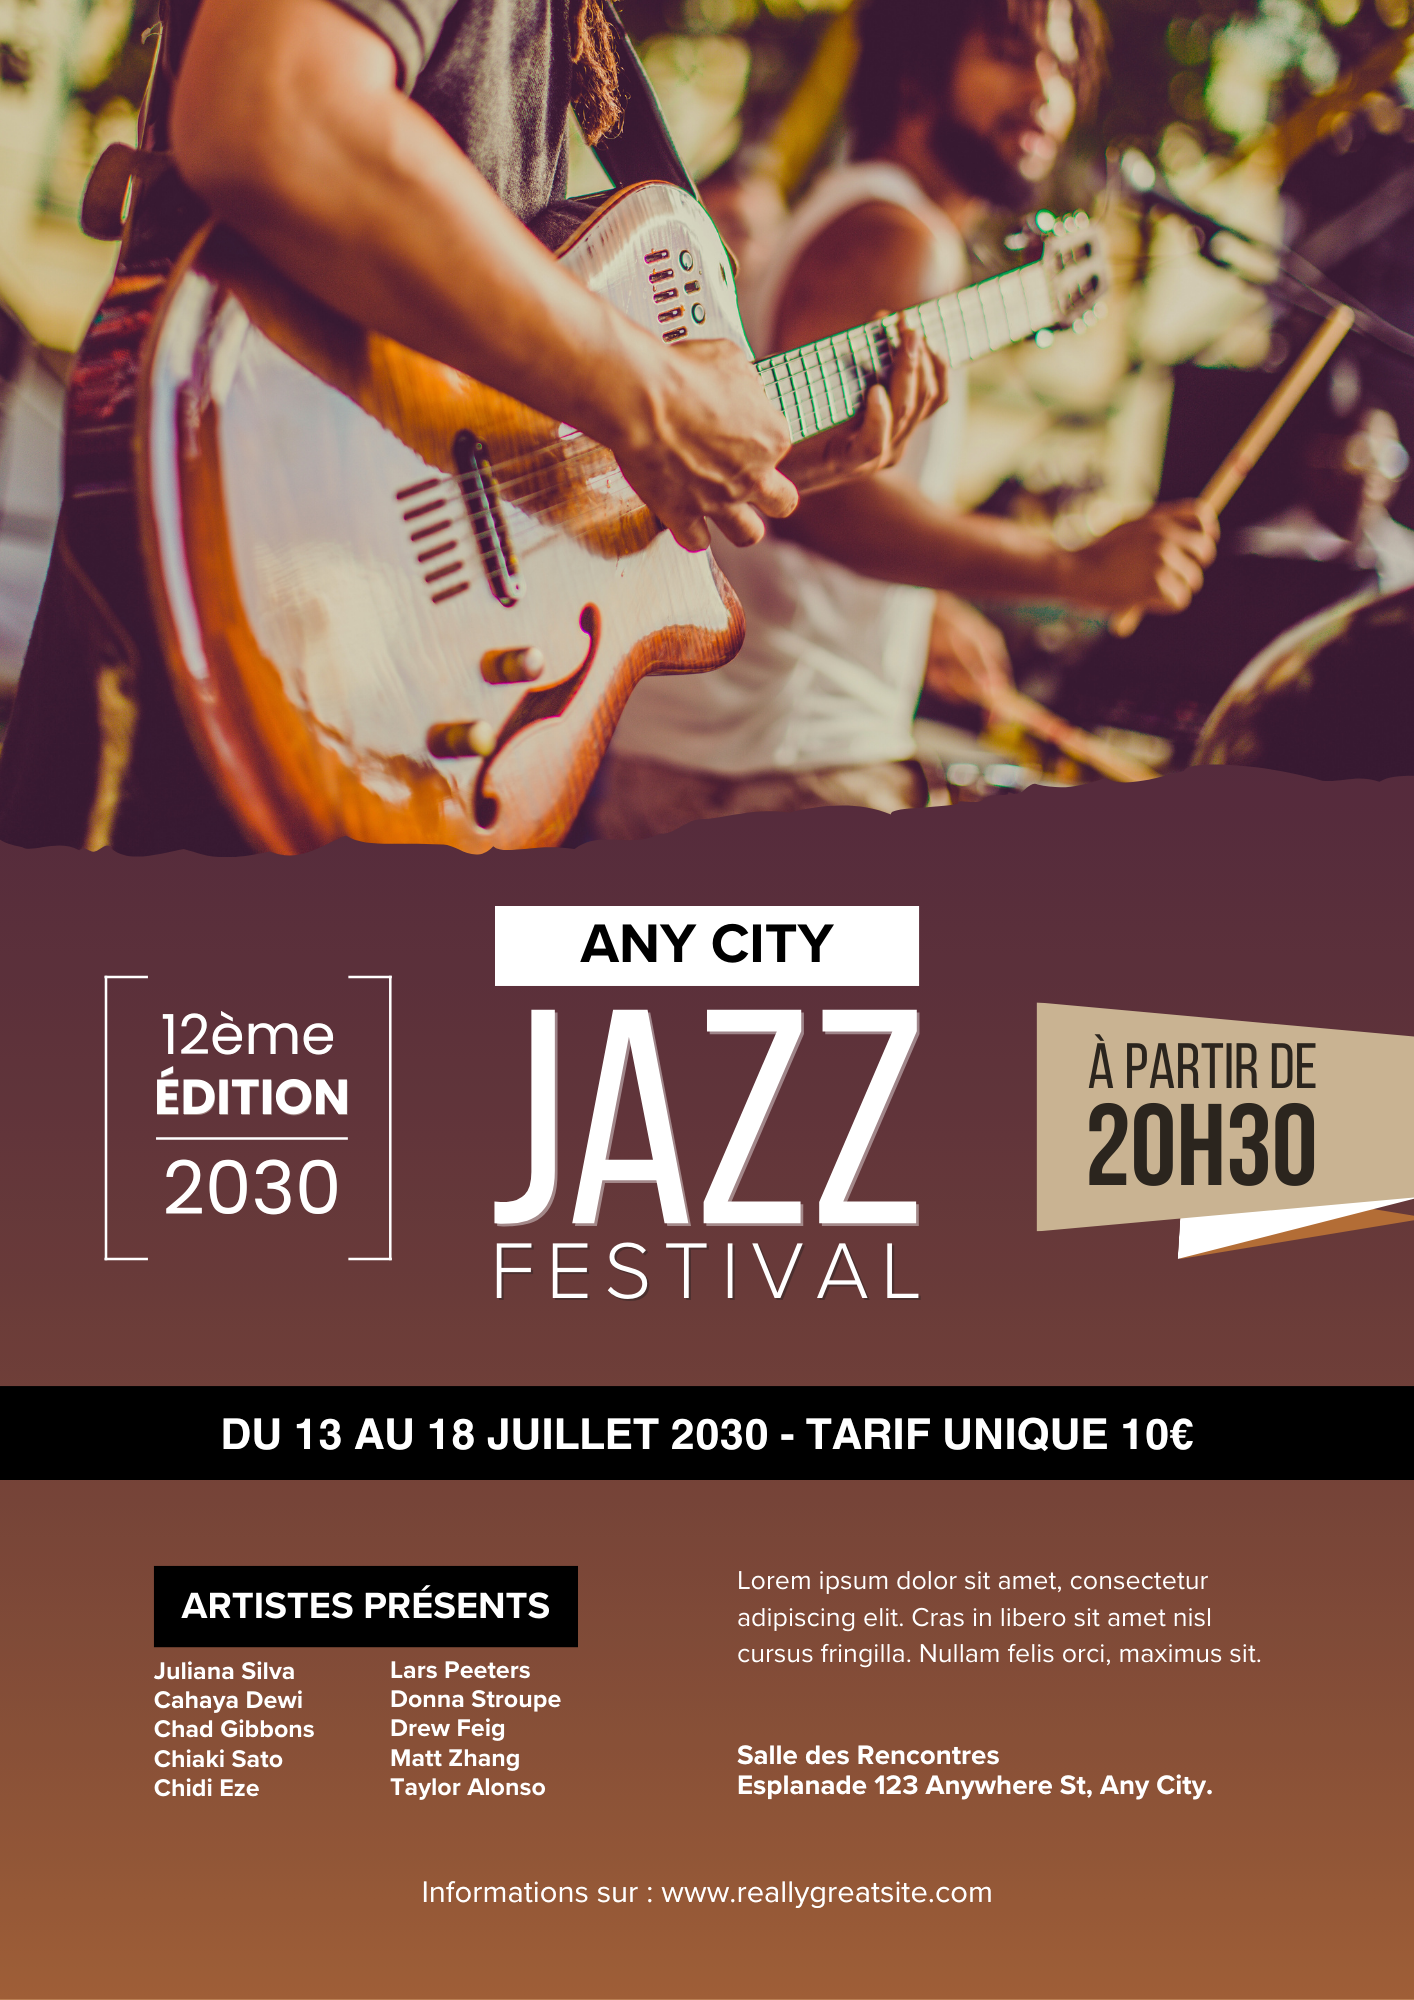 ANY CITY
JAZZ
FESTIVAL
12ème
ÉDITION
2030
À PARTIR DE
20H30
DU 13 AU 18 JUILLET 2030 - TARIF UNIQUE 10€
ARTISTES PRÉSENTS
Juliana Silva
Cahaya Dewi
Chad Gibbons
Chiaki Sato
Chidi Eze
Lars Peeters
Donna Stroupe
Drew Feig
Matt Zhang
Taylor Alonso
Lorem ipsum dolor sit amet, consectetur
adipiscing elit. Cras in libero sit amet nisl
cursus fringilla. Nullam felis orci, maximus sit.
Salle des Rencontres
Esplanade 123 Anywhere St, Any City.
Informations sur : www.reallygreatsite.com